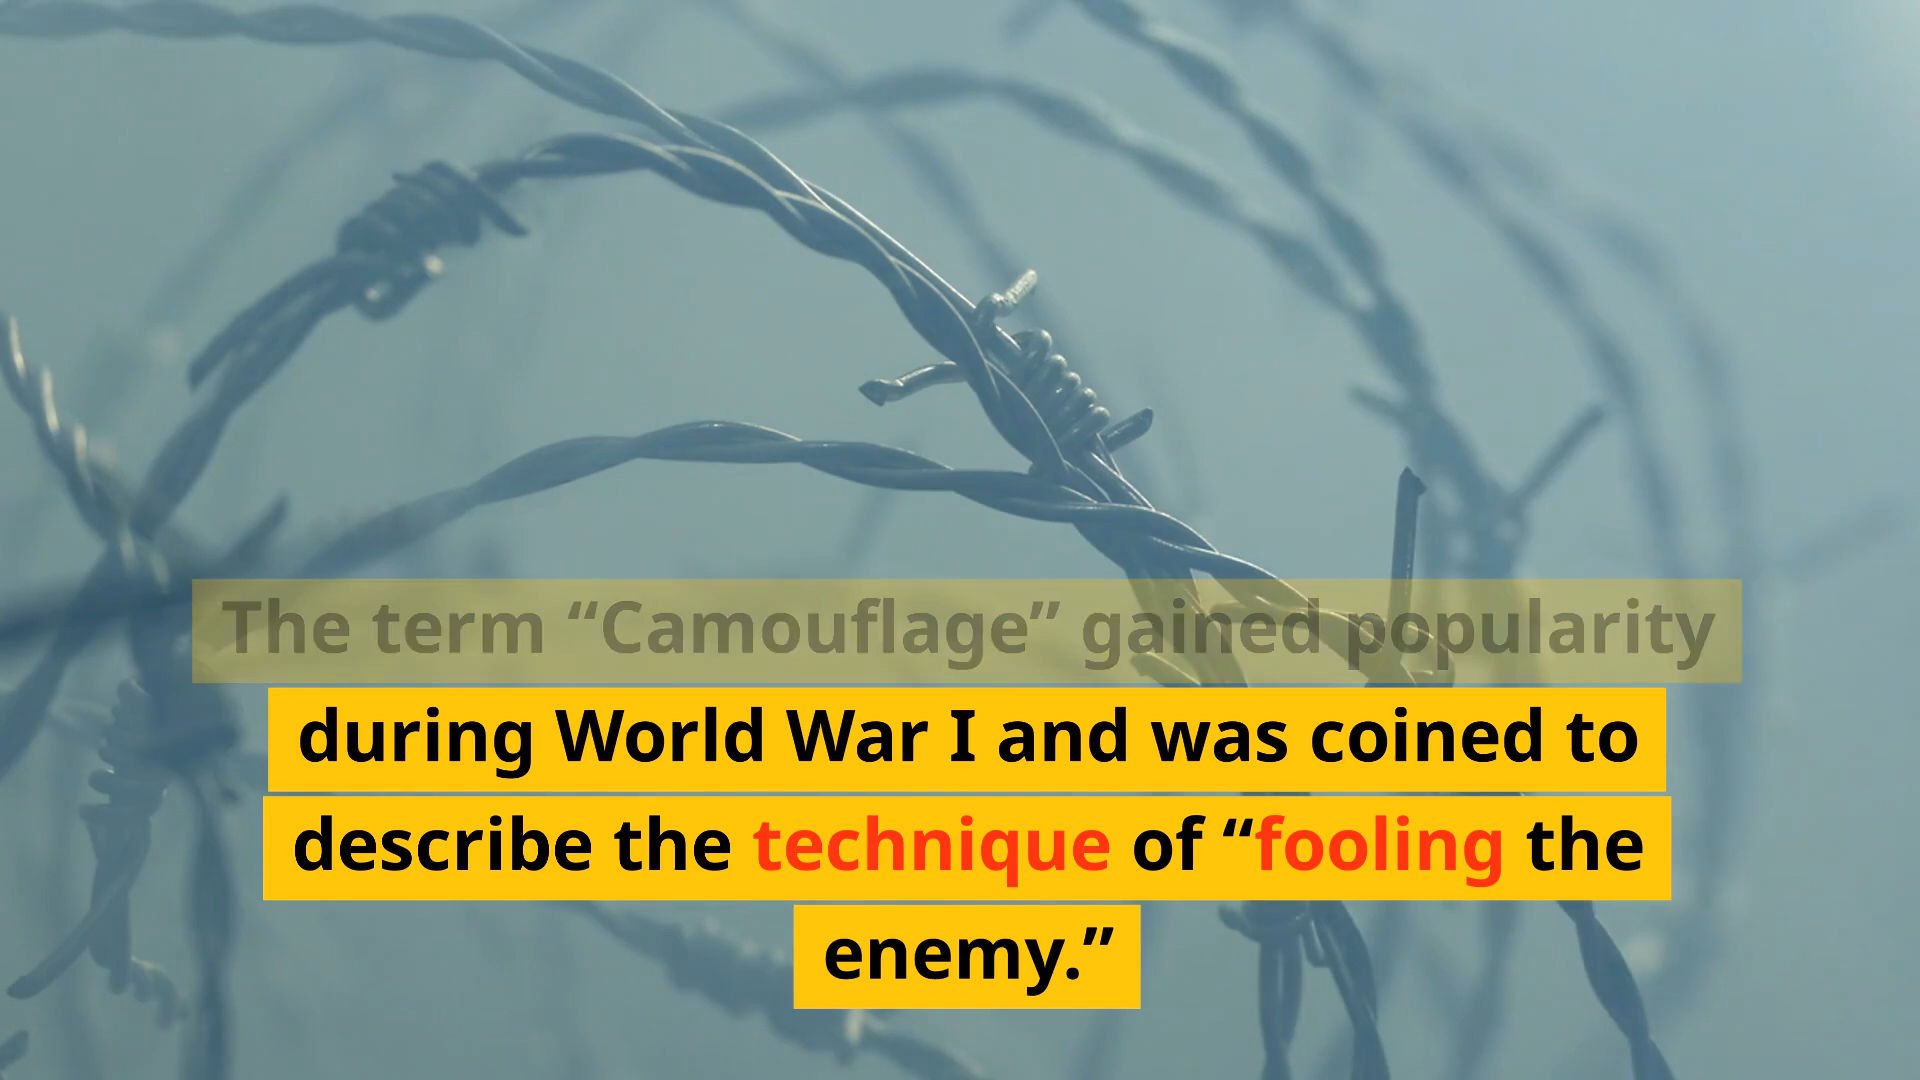 The term “Camouflage” gained popularity
during World War I and was coined to
describe the technique of “fooling the
enemy.”